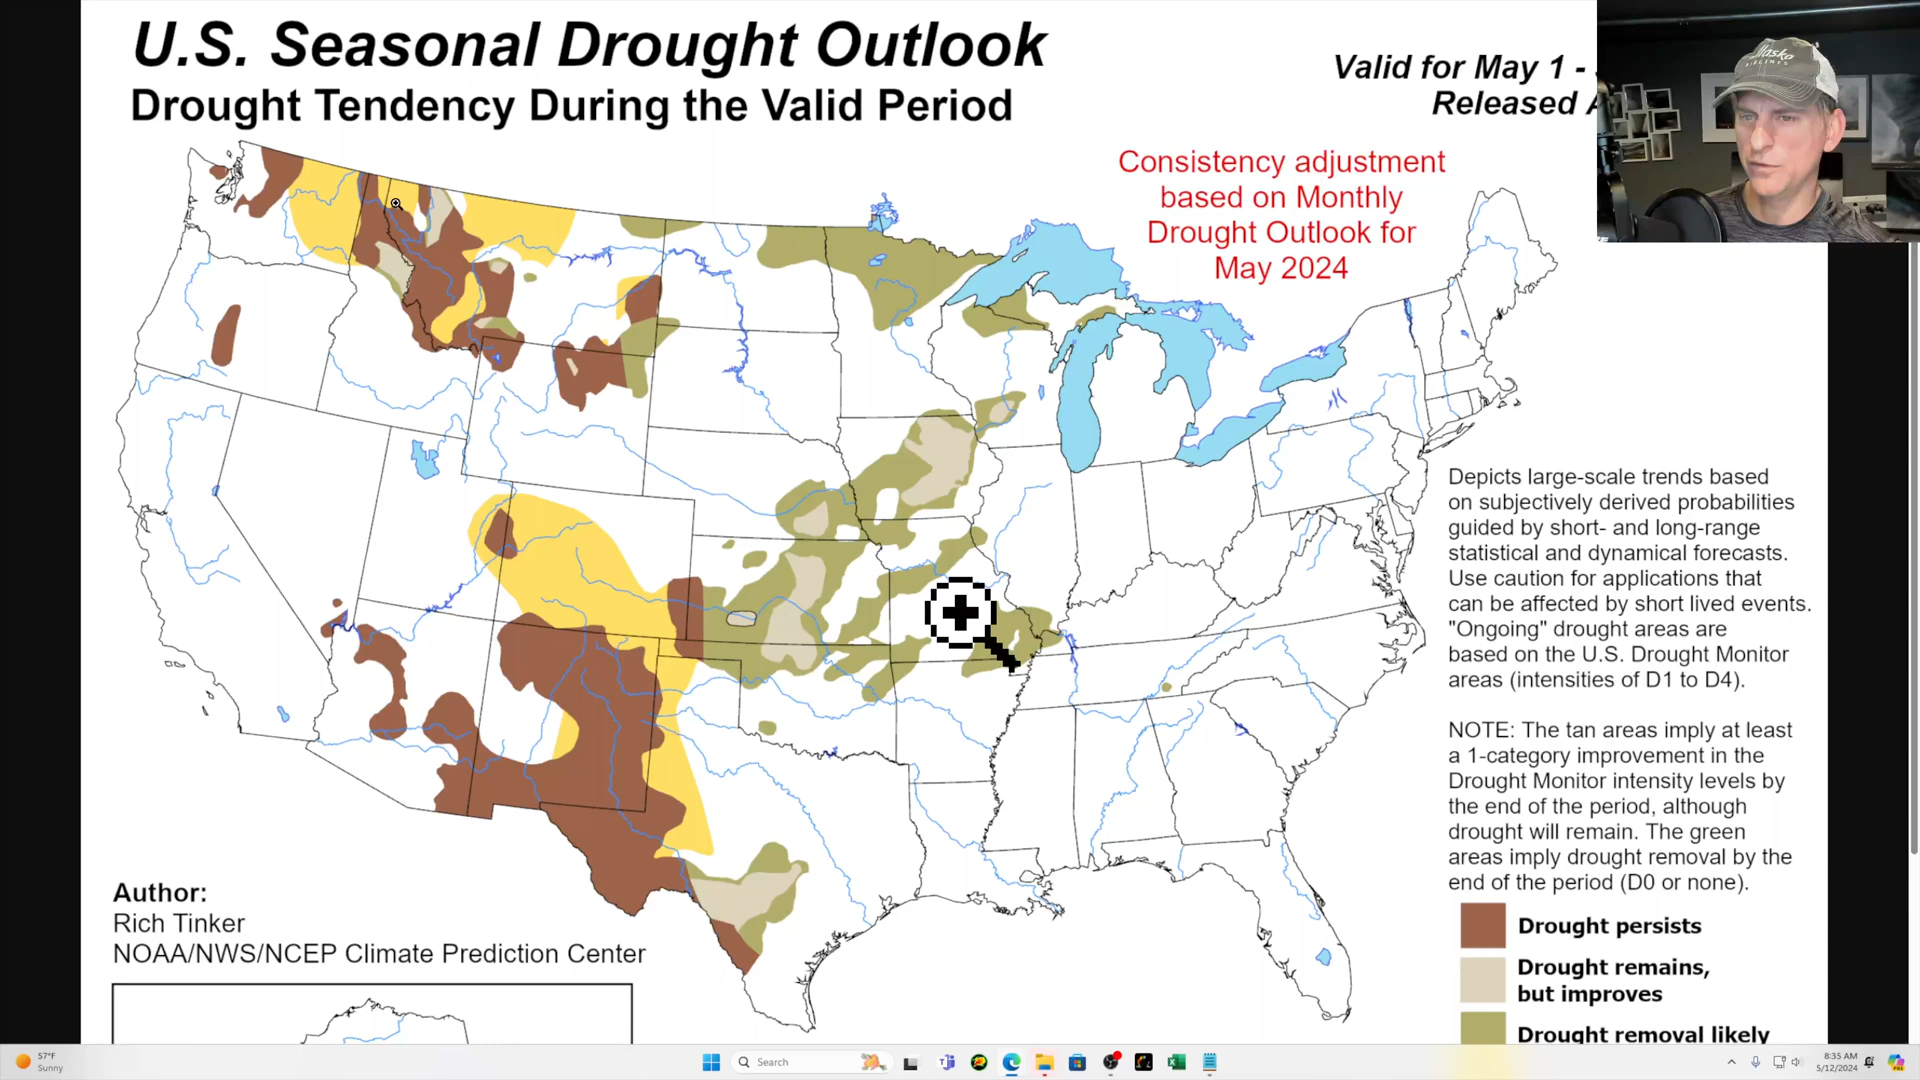 U.S. Seasonal Drought Outlook
Drought Tendency During the Valid Period
Valid for May 1 -
Released
Consistency adjustment
based on Monthly
Drought Outlook for
May 2024
Alaska
AIRLINES
Depicts large-scale trends based
on subjectively derived probabilities
guided by short- and long-range
statistical and dynamical forecasts.
Use caution for applications that
can be affected by short lived events.
"Ongoing" drought areas are
based on the U.S. Drought Monitor
areas (intensities of D1 to D4).
NOTE: The tan areas imply at least
a 1-category improvement in the
Drought Monitor intensity levels by
the end of the period, although
drought will remain. The green
areas imply drought removal by the
end of the period (D0 or none).
Author:
Rich Tinker
NOAA/NWS/NCEP Climate Prediction Center
Drought persists
Drought remains,
but improves
Drought removal likely
57°F
Sunny
Search
8:35 AM
5/12/2024